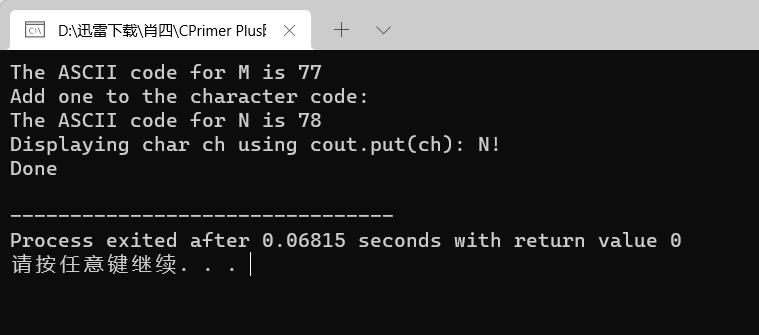 D:\迅雷下载\肖四\CPrimer Plus
The ASCII code for M is 77
Add one to the character code:
The ASCII code for N is 78
Displaying char ch using cout.put(ch): N!
Done
--------------------------------
Process exited after 0.06815 seconds with return value 0
请按任意键继续. . .